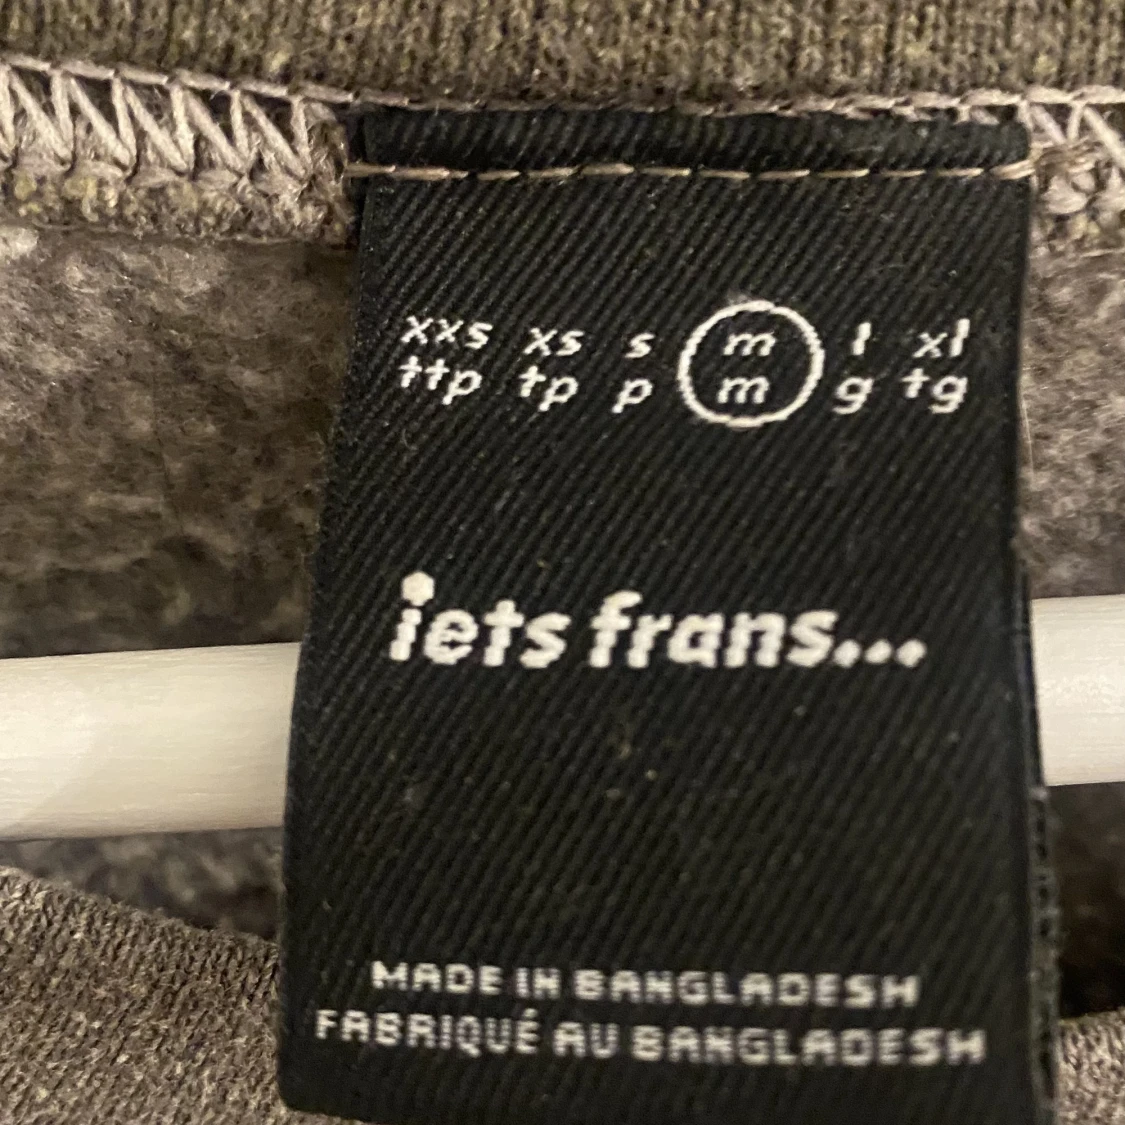 xxs xs s m l xl
ttp tp p m g tg
iets frans...
MADE IN BANGLADESH
FABRIQUÉ AU BANGLADESH